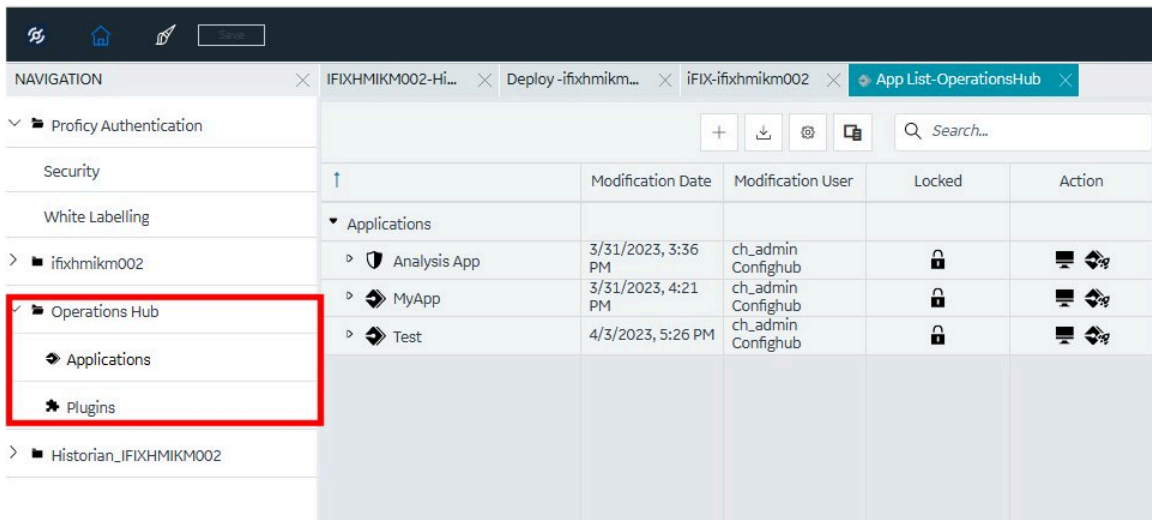 Save
NAVIGATION
IFIXHMIKM002-Hi...
Deploy -ifixhmikm...
iFIX-ifixhmikm002
App List-OperationsHub
Proficy Authentication
Security
White Labelling
ifixhmikm002
Operations Hub
Applications
Plugins
Historian_IFIXHMIKM002
Search...
Modification Date
Modification User
Locked
Action
Applications
Analysis App
3/31/2023, 3:36
PM
ch_admin
Confighub
MyApp
3/31/2023, 4:21
PM
ch_admin
Confighub
Test
4/3/2023, 5:26 PM
ch_admin
Confighub